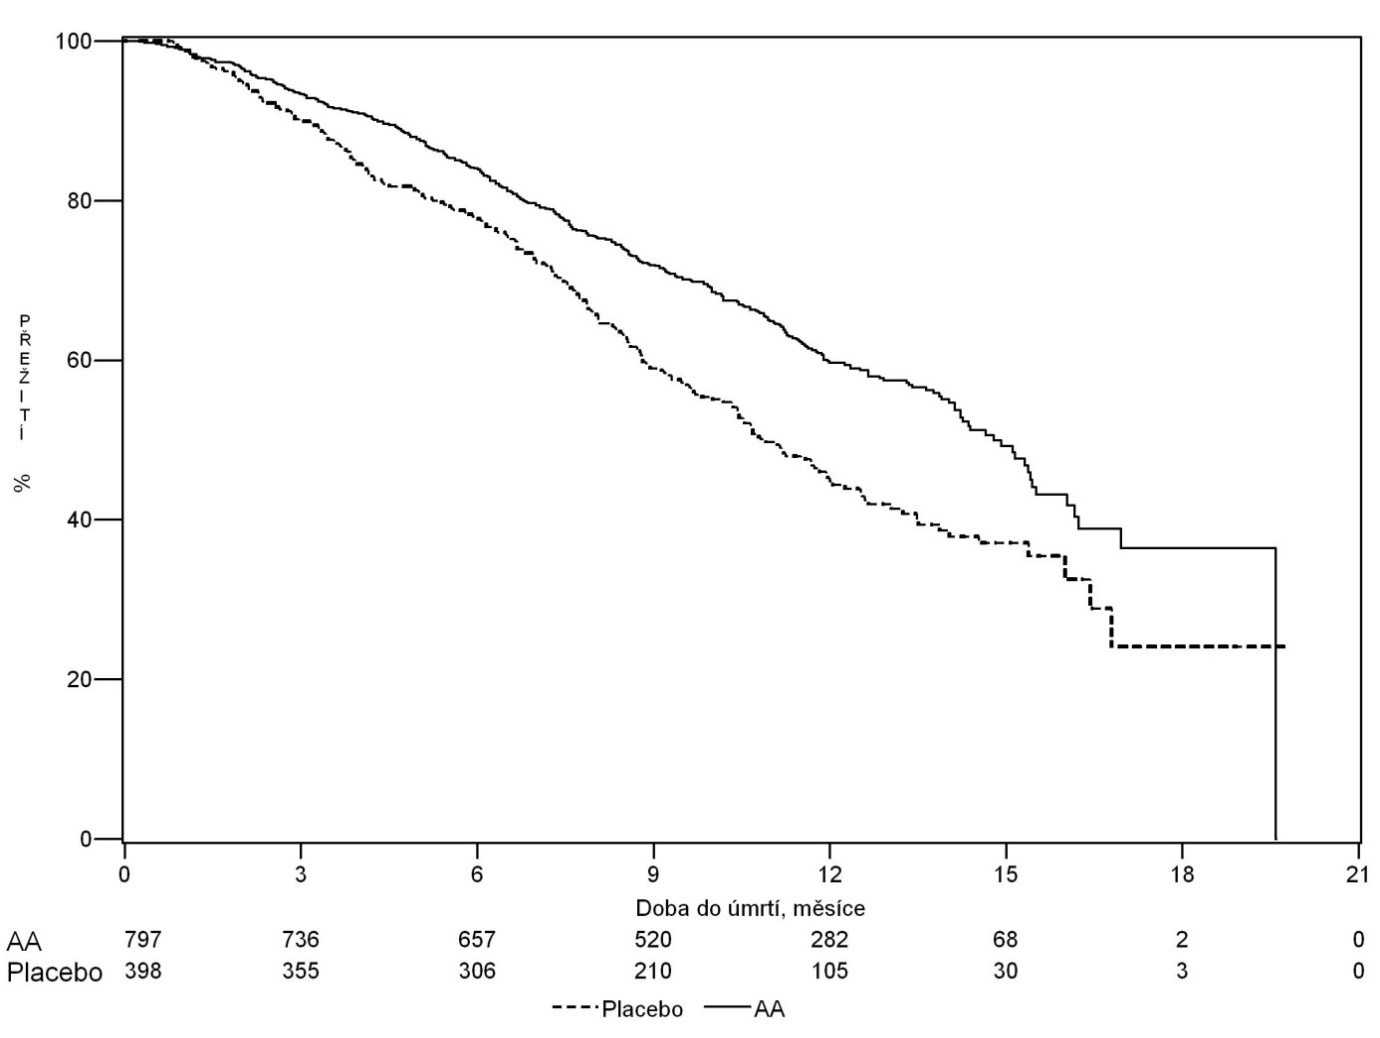 100
80
60
40
20
0
PŘEŽITÍ %
0 3 6 9 12 15 18 21
Doba do úmrtí, měsíce
AA 797 736 657 520 282 68 2 0
Placebo 398 355 306 210 105 30 3 0
Placebo AA